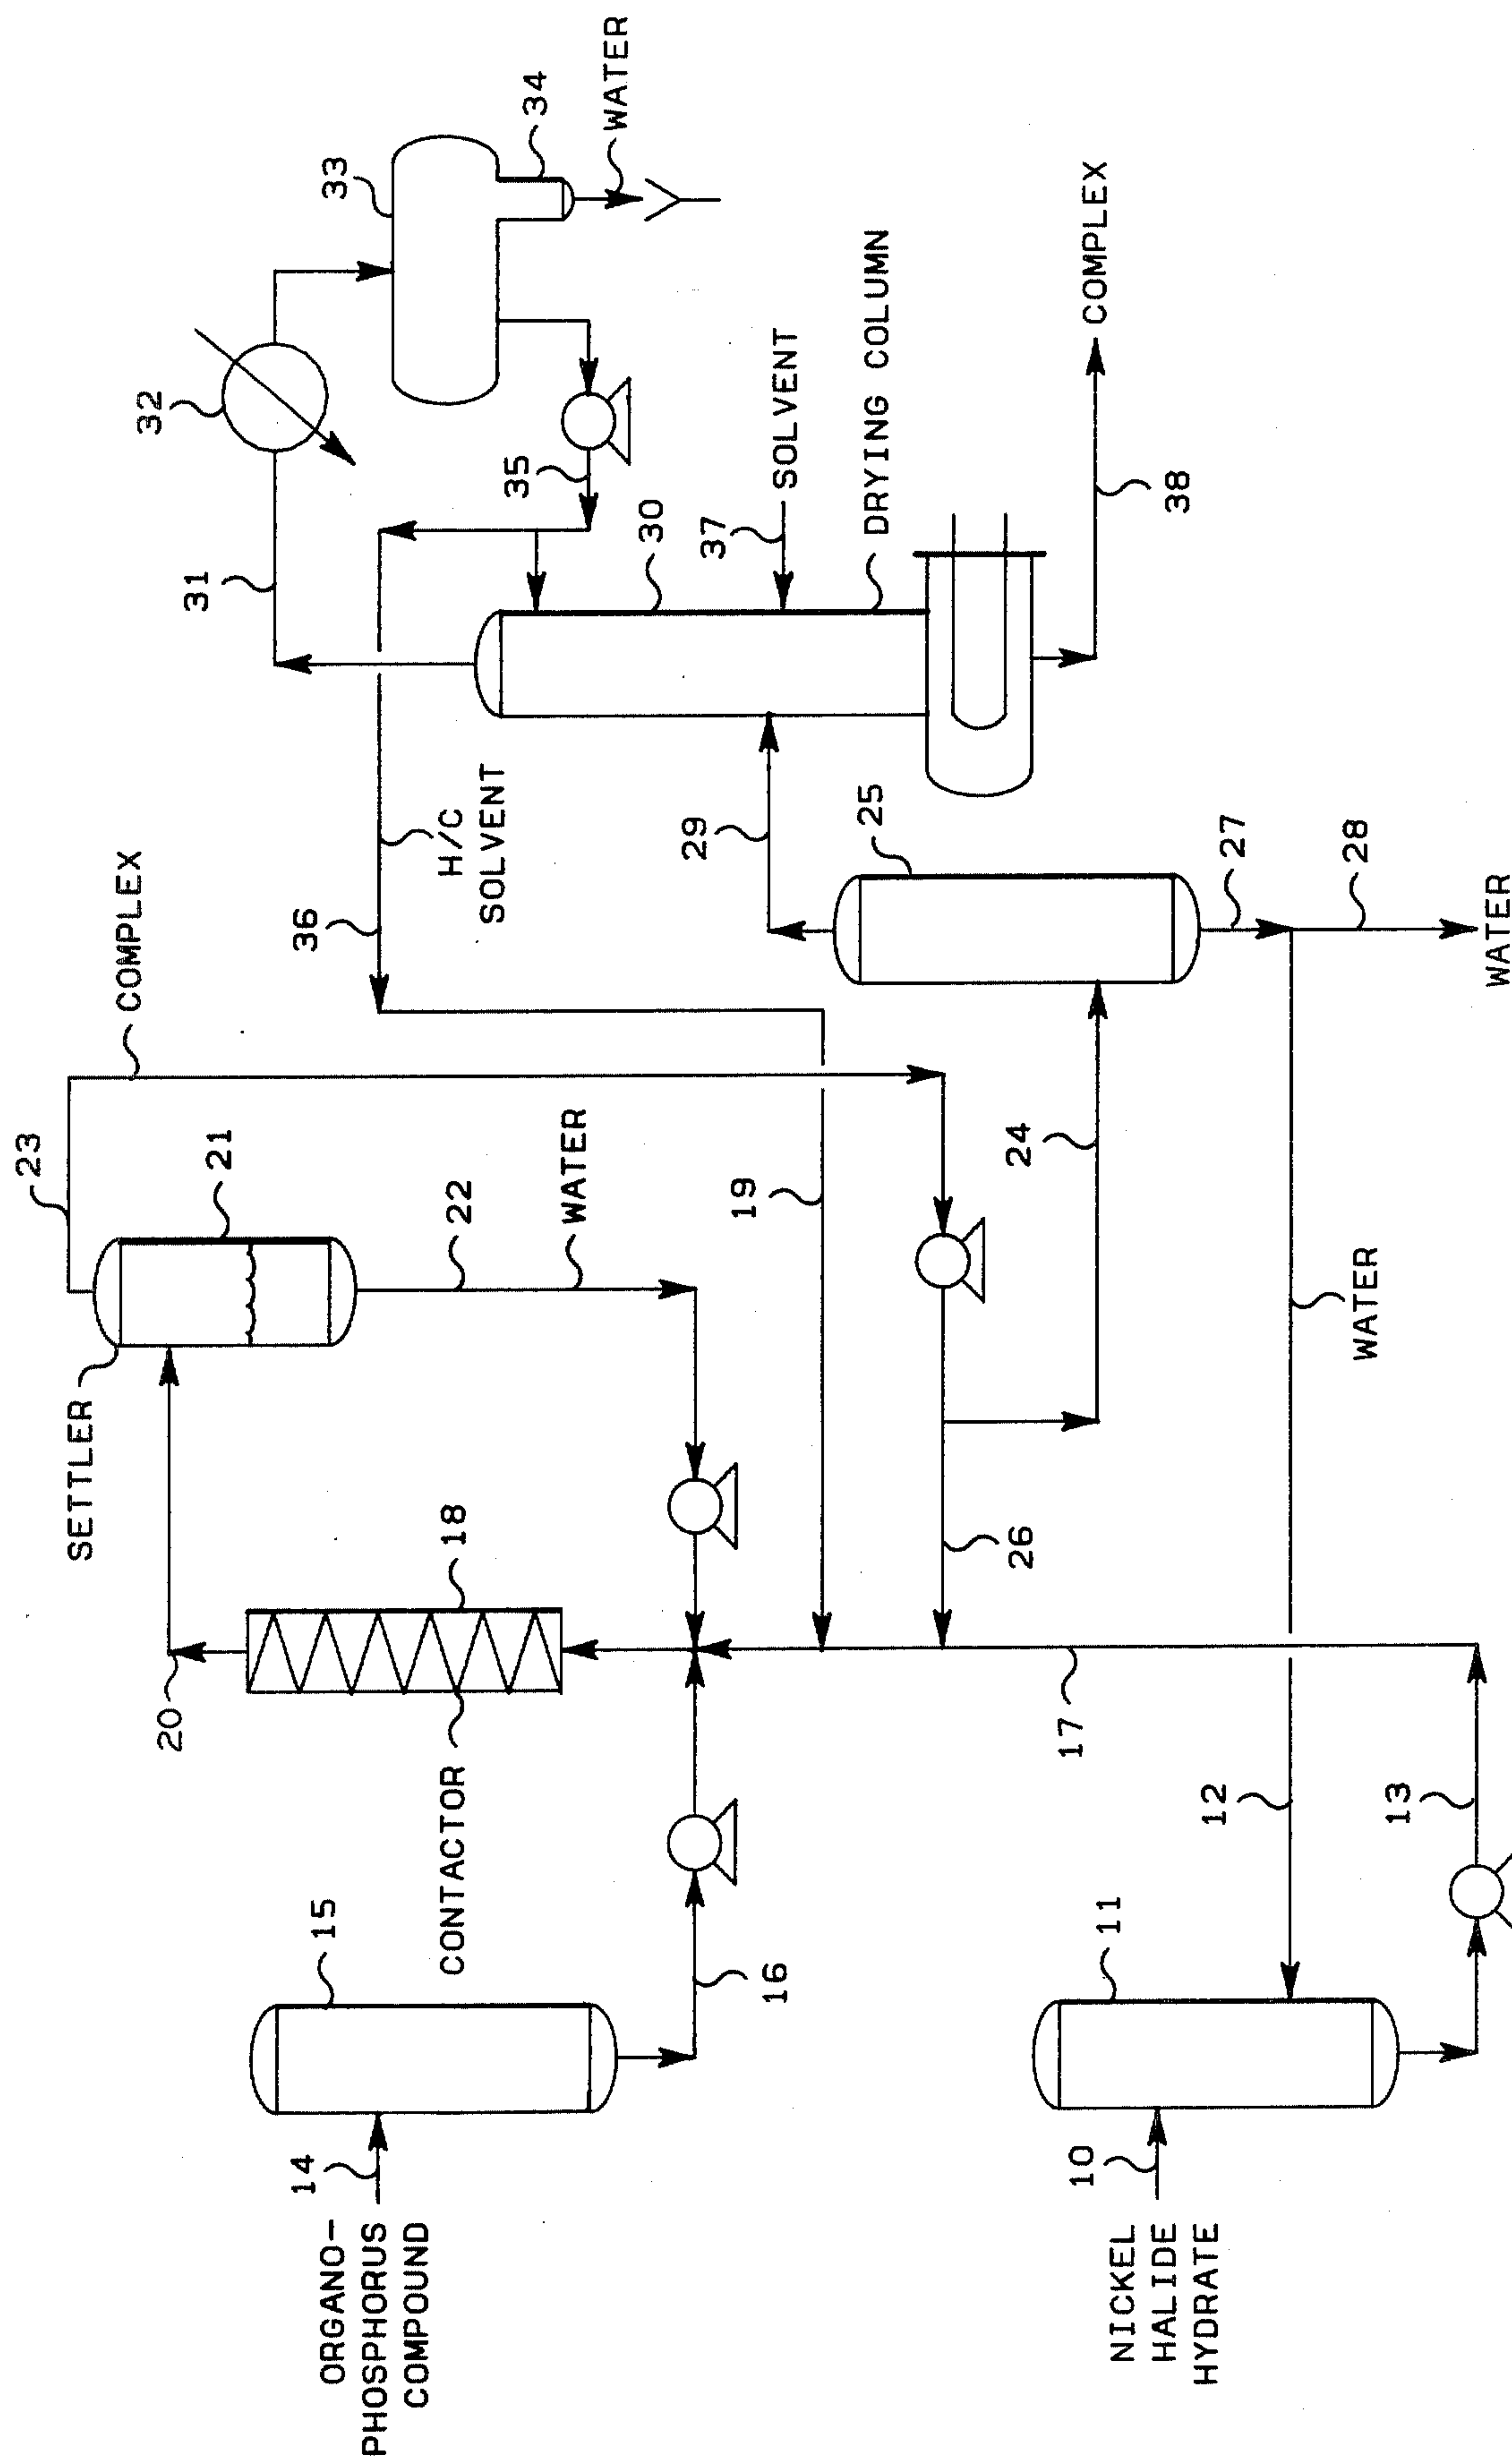 23
SETTLER
COMPLEX
32
20
31
21
14
36
15
33
ORGANO-
PHOSPHORUS
COMPOUND
CONTACTOR
18
22
H/C
SOLVENT
35
34
WATER
WATER
30
29
37
19
16
SOLVENT
25
DRYING COLUMN
26
24
17
10
COMPLEX
11
NICKEL
HALIDE
HYDRATE
38
12
27
28
WATER
13
WATER